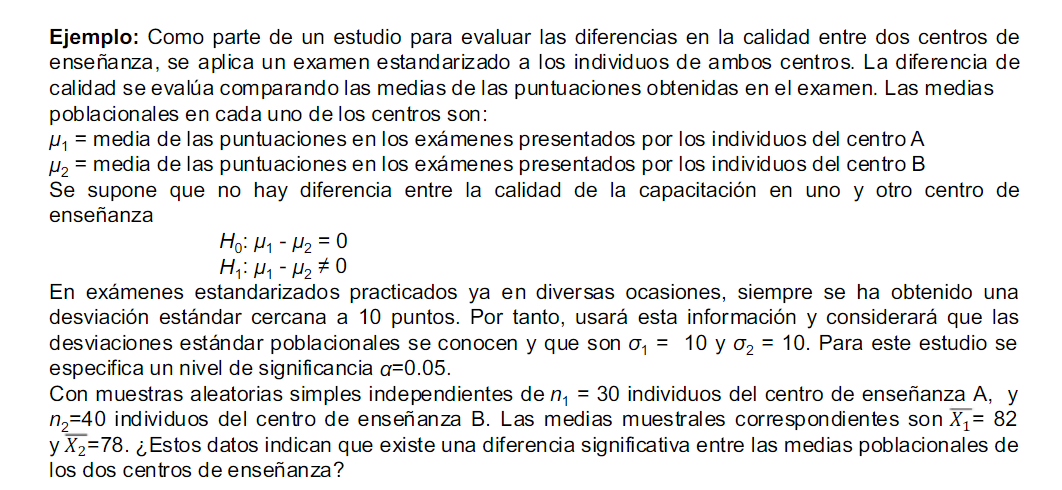 Ejemplo: Como parte de un estudio para evaluar las diferencias en la calidad entre dos centros de
enseñanza, se aplica un examen estandarizado a los individuos de ambos centros. La diferencia de
calidad se evalúa comparando las medias de las puntuaciones obtenidas en el examen. Las medias
poblacionales en cada uno de los centros son:
μ₁ = media de las puntuaciones en los exámenes presentados por los individuos del centro A
μ₂ = media de las puntuaciones en los exámenes presentados por los individuos del centro B
Se supone que no hay diferencia entre la calidad de la capacitación en uno y otro centro de
enseñanza
H₀: μ₁ - μ₂ = 0
H₁: μ₁ - μ₂ ≠ 0
En exámenes estandarizados practicados ya en diversas ocasiones, siempre se ha obtenido una
desviación estándar cercana a 10 puntos. Por tanto, usará esta información y considerará que las
desviaciones estándar poblacionales se conocen y que son σ₁ = 10 y σ₂ = 10. Para este estudio se
especifica un nivel de significancia α=0.05.
Con muestras aleatorias simples independientes de n₁ = 30 individuos del centro de enseñanza A, y
n₂=40 individuos del centro de enseñanza B. Las medias muestrales correspondientes son X̅₁= 82
y X̅₂=78. ¿Estos datos indican que existe una diferencia significativa entre las medias poblacionales de
los dos centros de enseñanza?